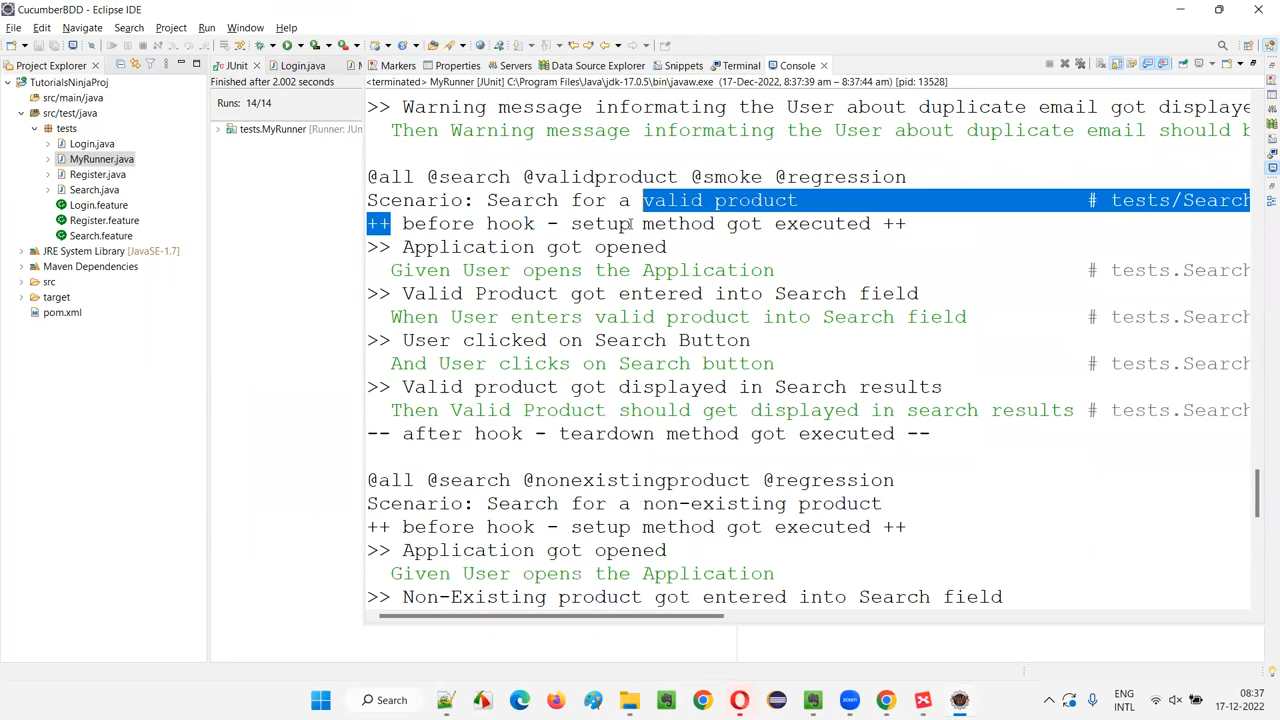 CucumberBDD - Eclipse IDE
File Edit Navigate Search Project Run Window Help
Project Explorer
JUnit
Login.java
Markers
Properties
Servers
Snippets
Terminal
Console
TutorialsNinjaProj
src/main/java
src/test/java
tests
Login.java
MyRunner.java
Register.java
Search.java
Login.feature
Register.feature
Search.feature
JRE System Library [JavaSE-1.7]
Maven Dependencies
src
target
pom.xml
Finished after 2.002 seconds
Runs: 14/14
tests.MyRunner [Runner: JUn
<terminated> MyRunner [JUnit] C:\Program Files\Java\jdk-17.0.5\bin\javaw.exe (17-Dec-2022, 8:37:39 am – 8:37:44 am) [pid: 13528]
>> Warning message informating the User about duplicate email got displaye
Then Warning message informating the User about duplicate email should b
@all @search @validproduct @smoke @regression
Scenario: Search for a valid product # tests/Search
++ before hook - setup method got executed ++
>> Application got opened
Given User opens the Application # tests.Search
>> Valid Product got entered into Search field
When User enters valid product into Search field # tests.Search
>> User clicked on Search Button
And User clicks on Search button # tests.Search
>> Valid product got displayed in Search results
Then Valid Product should get displayed in search results # tests.Search
-- after hook - teardown method got executed --
@all @search @nonexistingproduct @regression
Scenario: Search for a non-existing product
++ before hook - setup method got executed ++
>> Application got opened
Given User opens the Application
>> Non-Existing product got entered into Search field
Search
ENG
INTL
08:37
17-12-2022